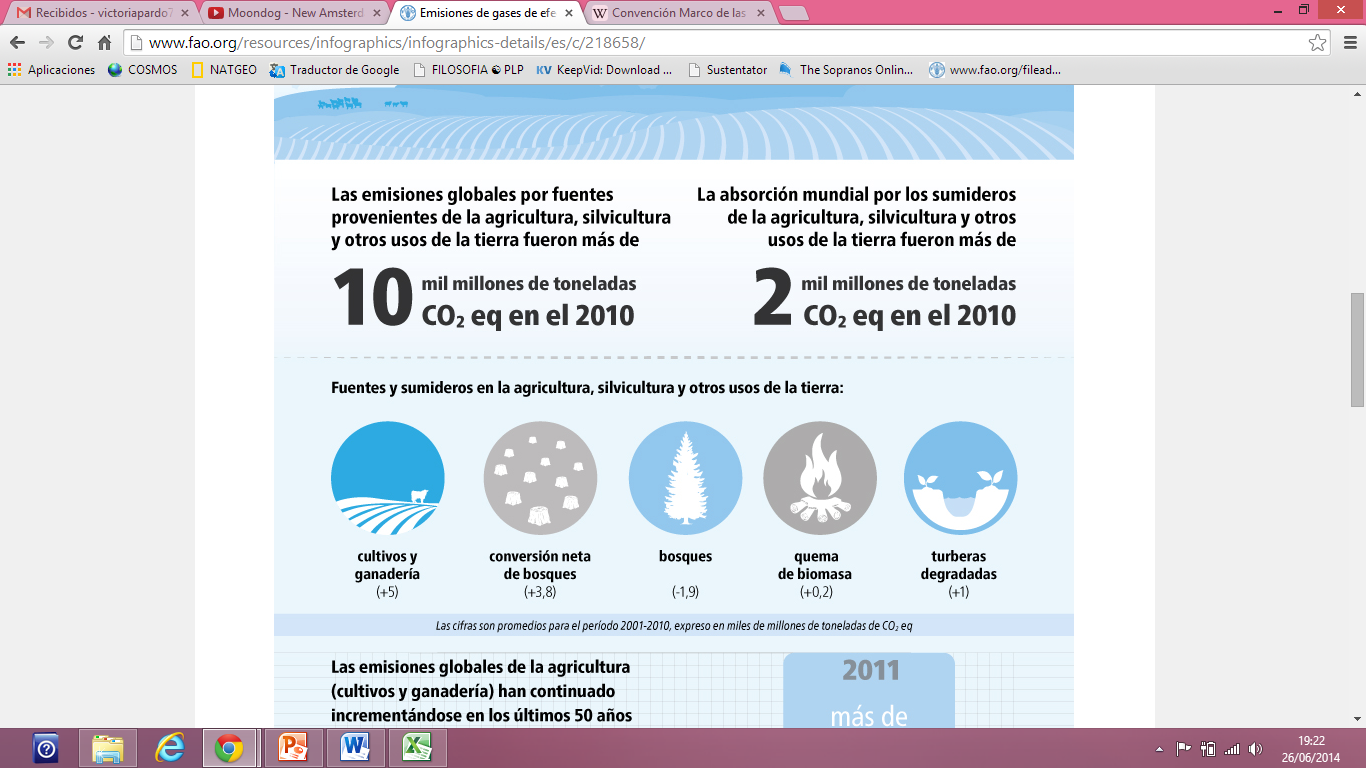 Recibidos - victoriapardo7
Moondog - New Amsterd
Emisiones de gases de efe
Convención Marco de las
www.fao.org/resources/infographics/infographics-details/es/c/218658/
Aplicaciones
COSMOS
NATGEO
Traductor de Google
FILOSOFIA ☯ PLP
KV KeepVid: Download ...
Sustentator
The Sopranos Onlin...
www.fao.org/filead...
Las emisiones globales por fuentes
provenientes de la agricultura, silvicultura
y otros usos de la tierra fueron más de
10 mil millones de toneladas
CO₂ eq en el 2010
La absorción mundial por los sumideros
de la agricultura, silvicultura y otros
usos de la tierra fueron más de
2 mil millones de toneladas
CO₂ eq en el 2010
Fuentes y sumideros en la agricultura, silvicultura y otros usos de la tierra:
cultivos y
ganadería
(+5)
conversión neta
de bosques
(+3,8)
bosques
(-1,9)
quema
de biomasa
(+0,2)
turberas
degradadas
(+1)
Las cifras son promedios para el período 2001-2010, expreso en miles de millones de toneladas de CO₂ eq
Las emisiones globales de la agricultura
(cultivos y ganadería) han continuado
incrementándose en los últimos 50 años
2011
más de
19:22
26/06/2014